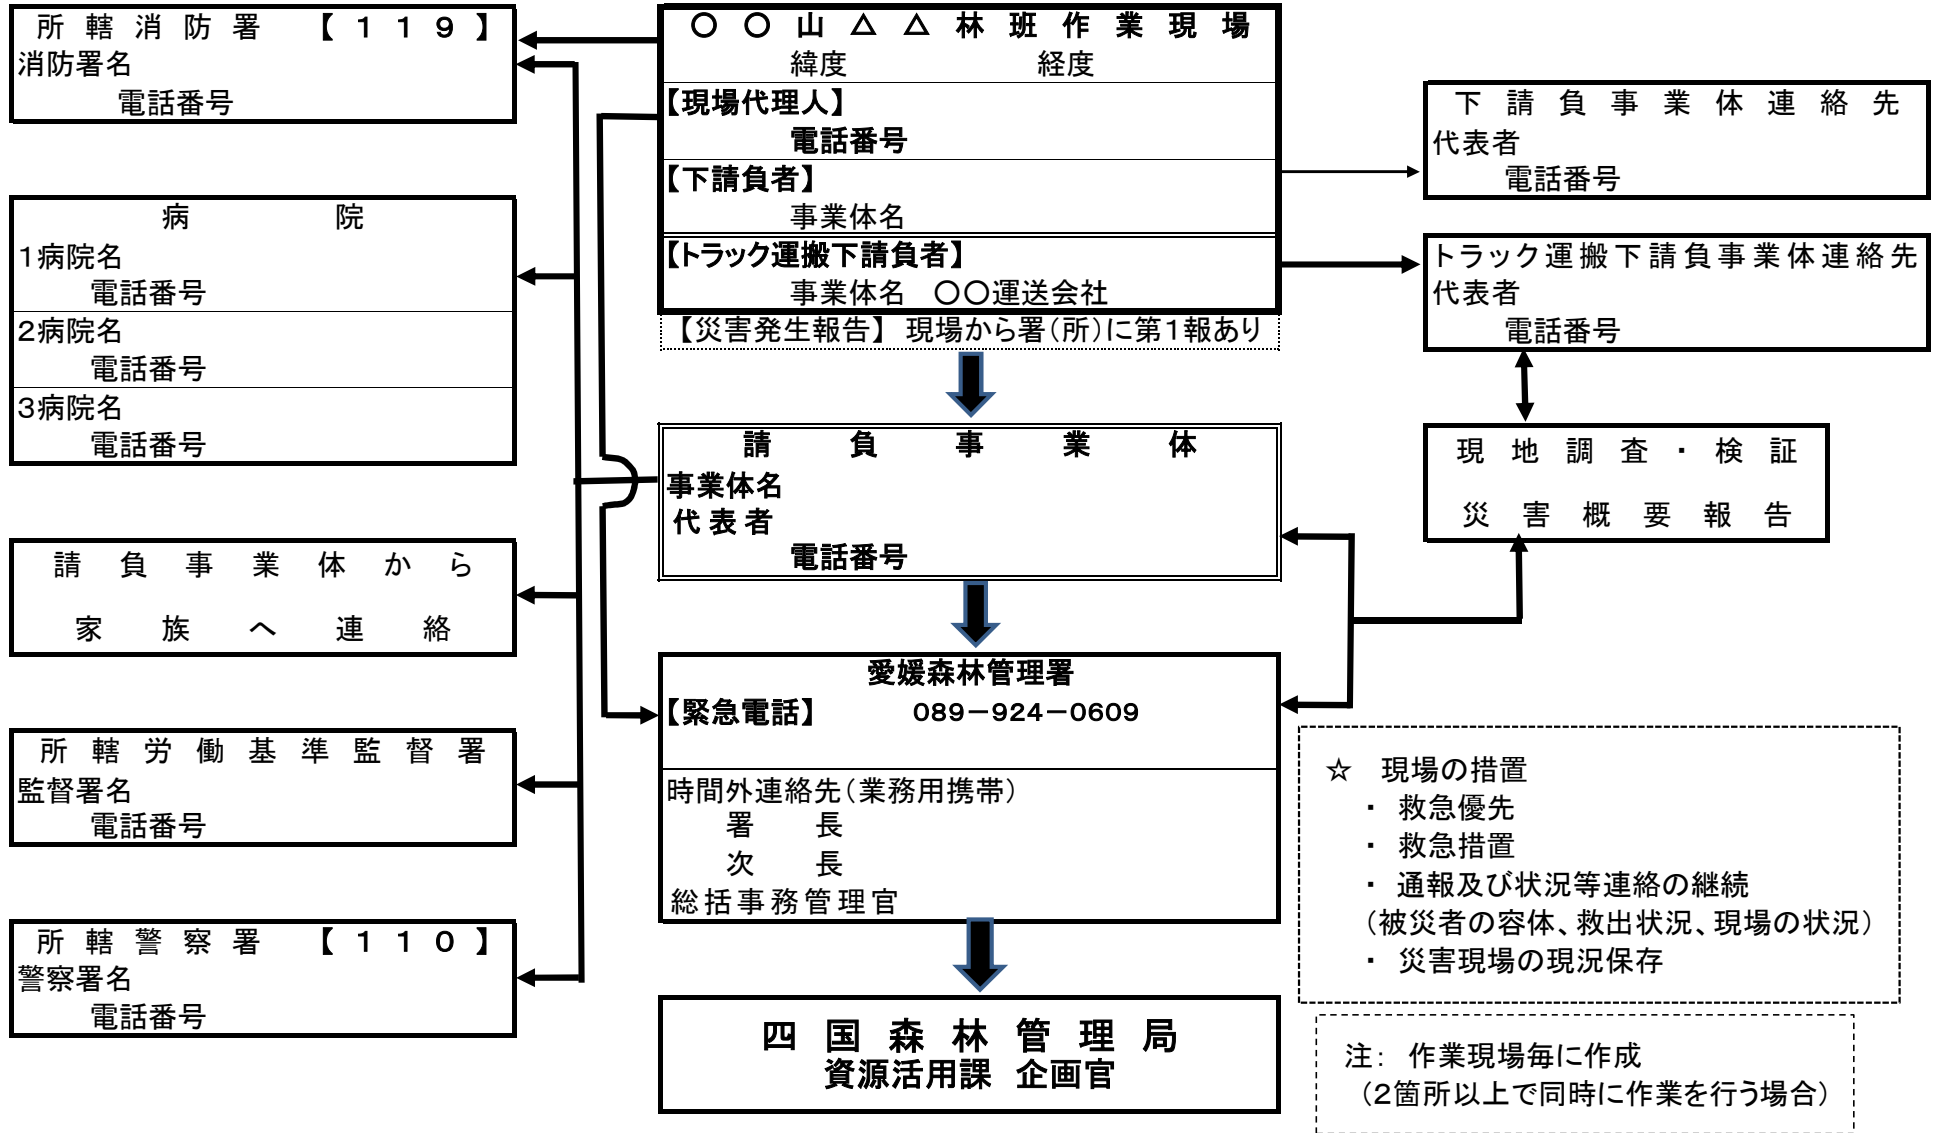 所轄消防署 【119】
消防署名
電話番号
病院
1病院名
電話番号
2病院名
電話番号
3病院名
電話番号
請負事業体から
家族へ連絡
所轄労働基準監督署
監督署名
電話番号
所轄警察署 【110】
警察署名
電話番号
〇〇山△△林班作業現場
緯度 経度
【現場代理人】
電話番号
【下請負者】
事業体名
【トラック運搬下請負者】
事業体名 〇〇運送会社
【災害発生報告】 現場から署(所)に第1報あり
請負事業体
事業体名
代表者
電話番号
愛媛森林管理署
【緊急電話】 089-924-0609
時間外連絡先(業務用携帯)
署長
次長
総括事務管理官
四国森林管理局
資源活用課 企画官
下請負事業体連絡先
代表者
電話番号
トラック運搬下請負事業体連絡先
代表者
電話番号
現地調査・検証
災害概要報告
☆ 現場の措置
・ 救急優先
・ 救急措置
・ 通報及び状況等連絡の継続
(被災者の容体、救出状況、現場の状況)
・ 災害現場の現況保存
注: 作業現場毎に作成
(2箇所以上で同時に作業を行う場合)